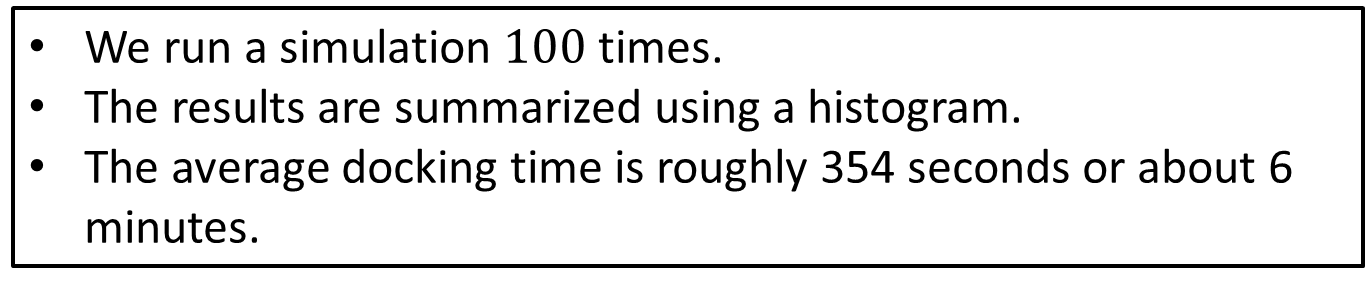 • We run a simulation 100 times.
• The results are summarized using a histogram.
• The average docking time is roughly 354 seconds or about 6
minutes.